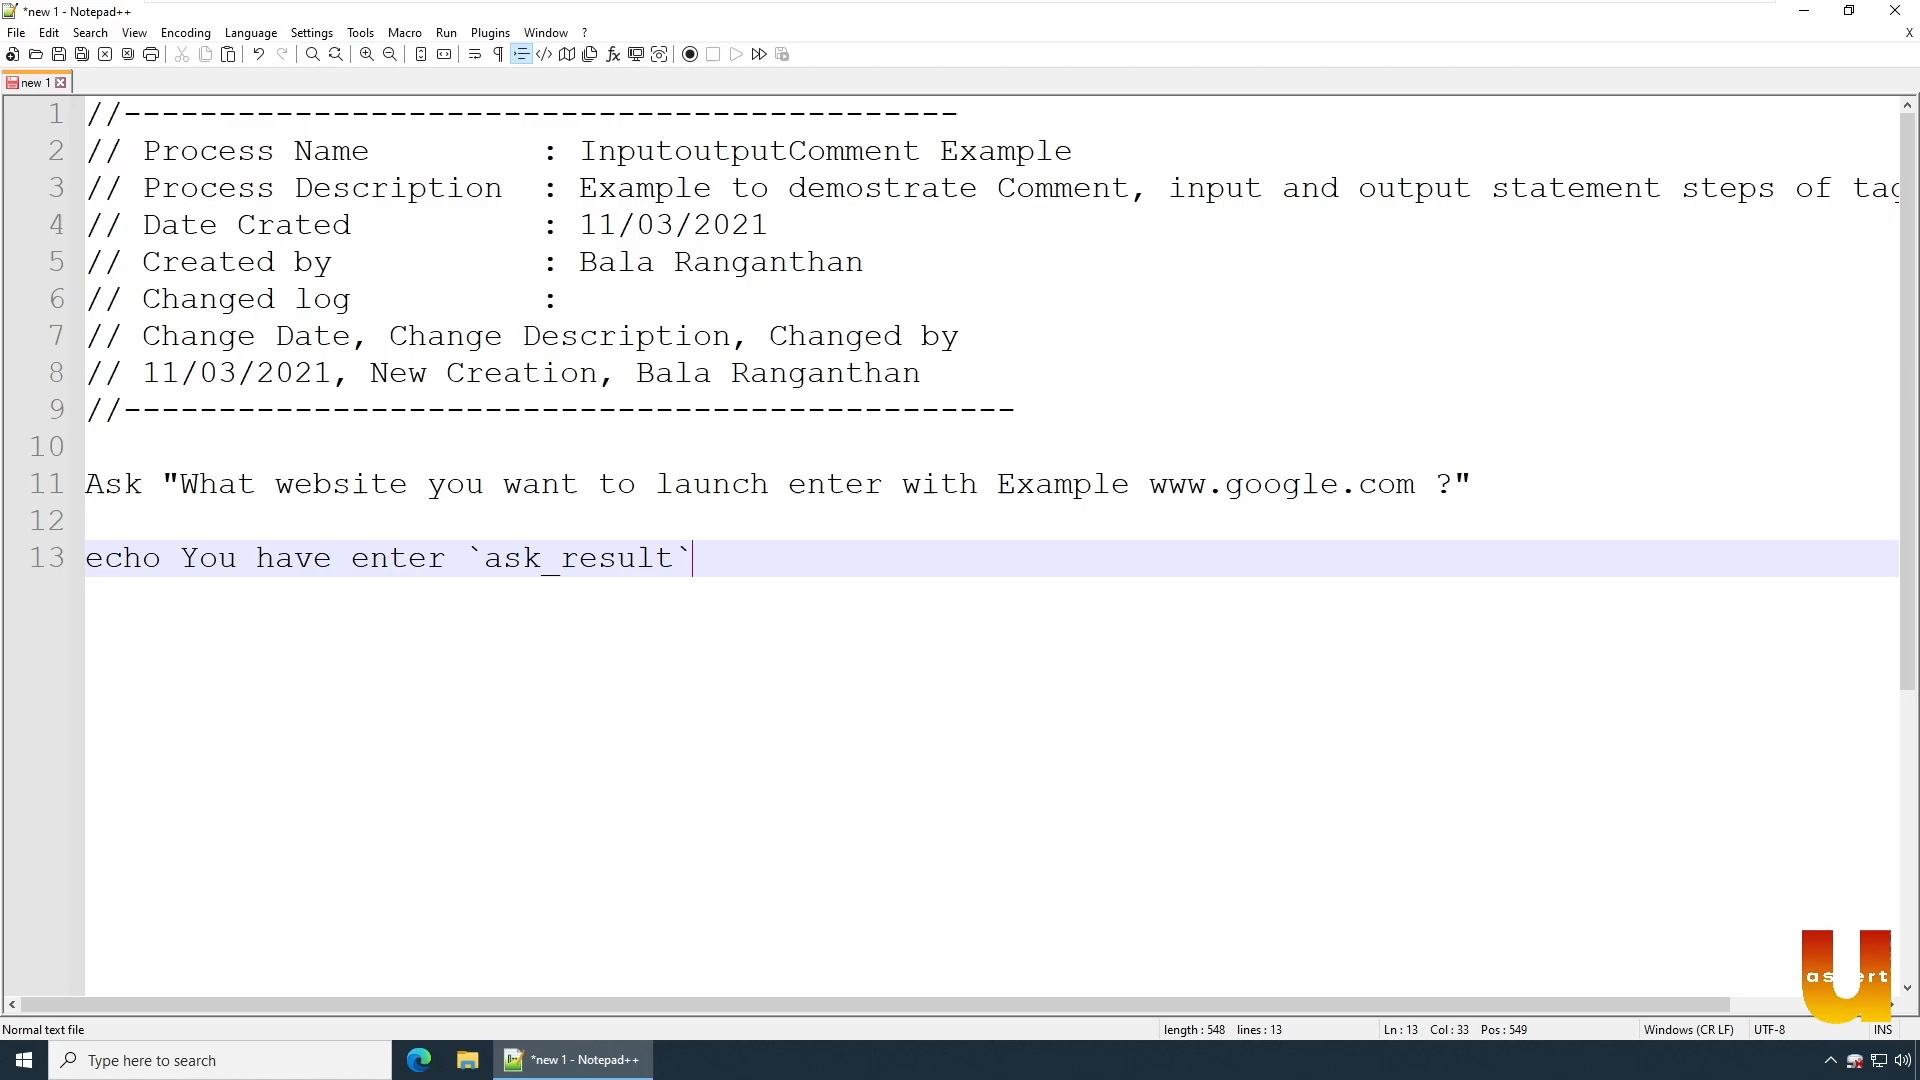 *new 1 - Notepad++
File Edit Search View Encoding Language Settings Tools Macro Run Plugins Window ?
X
new 1
1 //--------------------------------------------
2 // Process Name : InputoutputComment Example
3 // Process Description : Example to demostrate Comment, input and output statement steps of tag
4 // Date Crated : 11/03/2021
5 // Created by : Bala Ranganthan
6 // Changed log :
7 // Change Date, Change Description, Changed by
8 // 11/03/2021, New Creation, Bala Ranganthan
9 //-----------------------------------------------
10
11 Ask "What website you want to launch enter with Example www.google.com ?"
12
13 echo You have enter `ask_result`
Normal text file length : 548 lines : 13 Ln : 13 Col : 33 Pos : 549 Windows (CR LF) UTF-8 INS
Type here to search
*new 1 - Notepad++